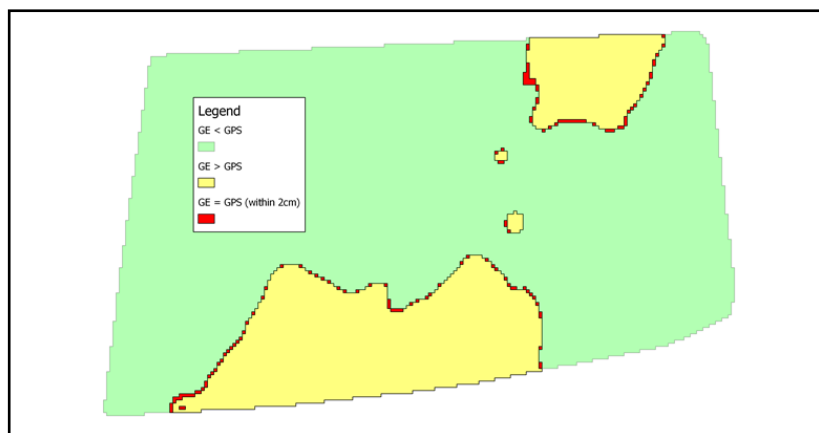 Legend
GE < GPS
GE > GPS
GE = GPS (within 2cm)